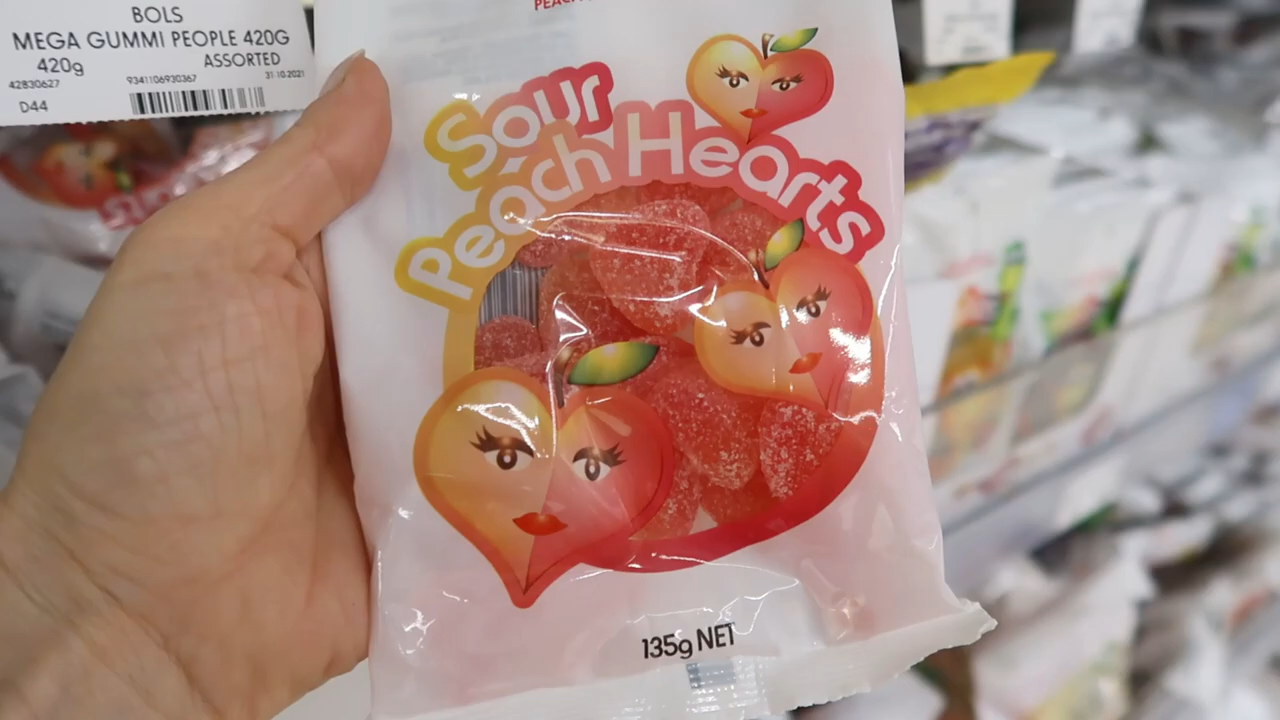 BOLS
MEGA GUMMI PEOPLE 420G
420g ASSORTED
42830627 9341106930367 31·10·2021
D44
Sour
Peach Hearts
135g NET